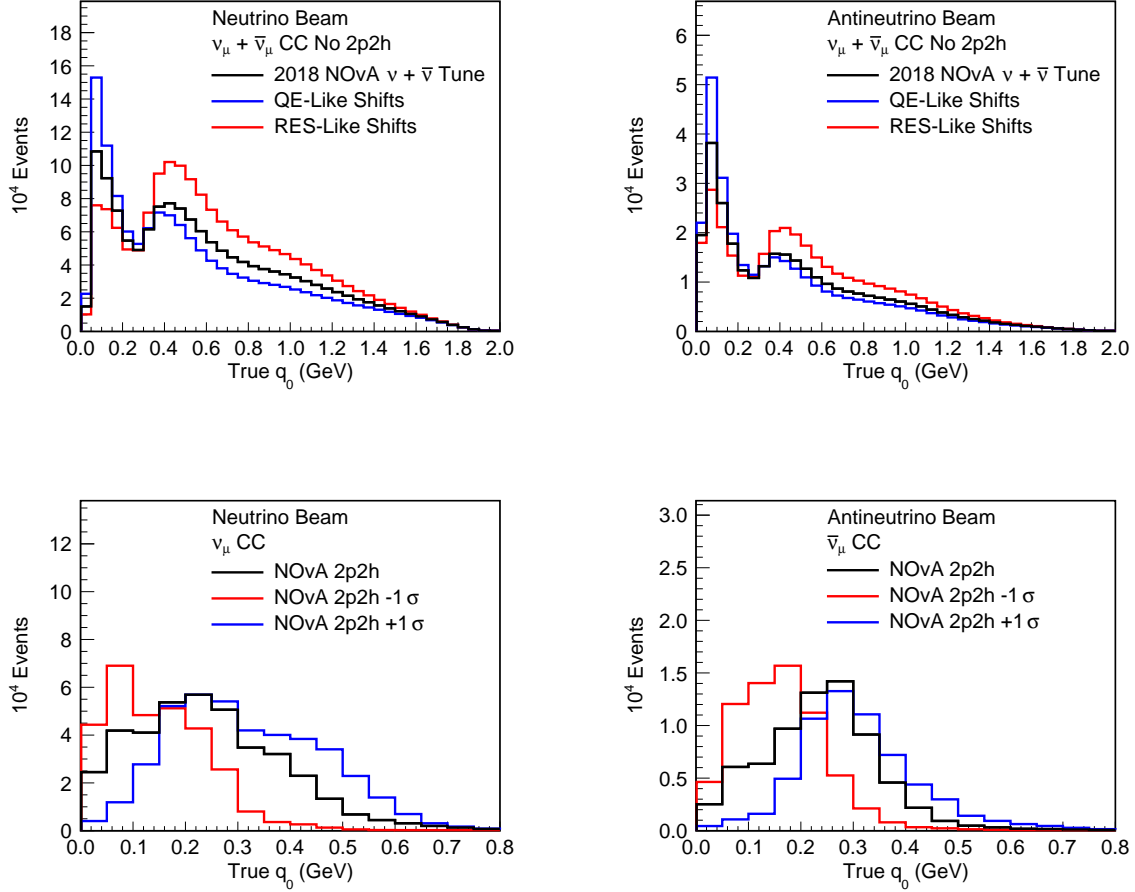 Neutrino Beam
νμ + ν̄μ CC No 2p2h
2018 NOvA ν + ν̄ Tune
QE-Like Shifts
RES-Like Shifts
10⁴ Events
18
16
14
12
10
8
6
4
2
0
0.0 0.2 0.4 0.6 0.8 1.0 1.2 1.4 1.6 1.8 2.0
True q₀ (GeV)
Antineutrino Beam
νμ + ν̄μ CC No 2p2h
2018 NOvA ν + ν̄ Tune
QE-Like Shifts
RES-Like Shifts
10⁴ Events
6
5
4
3
2
1
0
0.0 0.2 0.4 0.6 0.8 1.0 1.2 1.4 1.6 1.8 2.0
True q₀ (GeV)
Neutrino Beam
νμ CC
NOvA 2p2h
NOvA 2p2h -1 σ
NOvA 2p2h +1 σ
10⁴ Events
12
10
8
6
4
2
0
0.0 0.1 0.2 0.3 0.4 0.5 0.6 0.7 0.8
True q₀ (GeV)
Antineutrino Beam
ν̄μ CC
NOvA 2p2h
NOvA 2p2h -1 σ
NOvA 2p2h +1 σ
10⁴ Events
3.0
2.5
2.0
1.5
1.0
0.5
0.0
0.0 0.1 0.2 0.3 0.4 0.5 0.6 0.7 0.8
True q₀ (GeV)